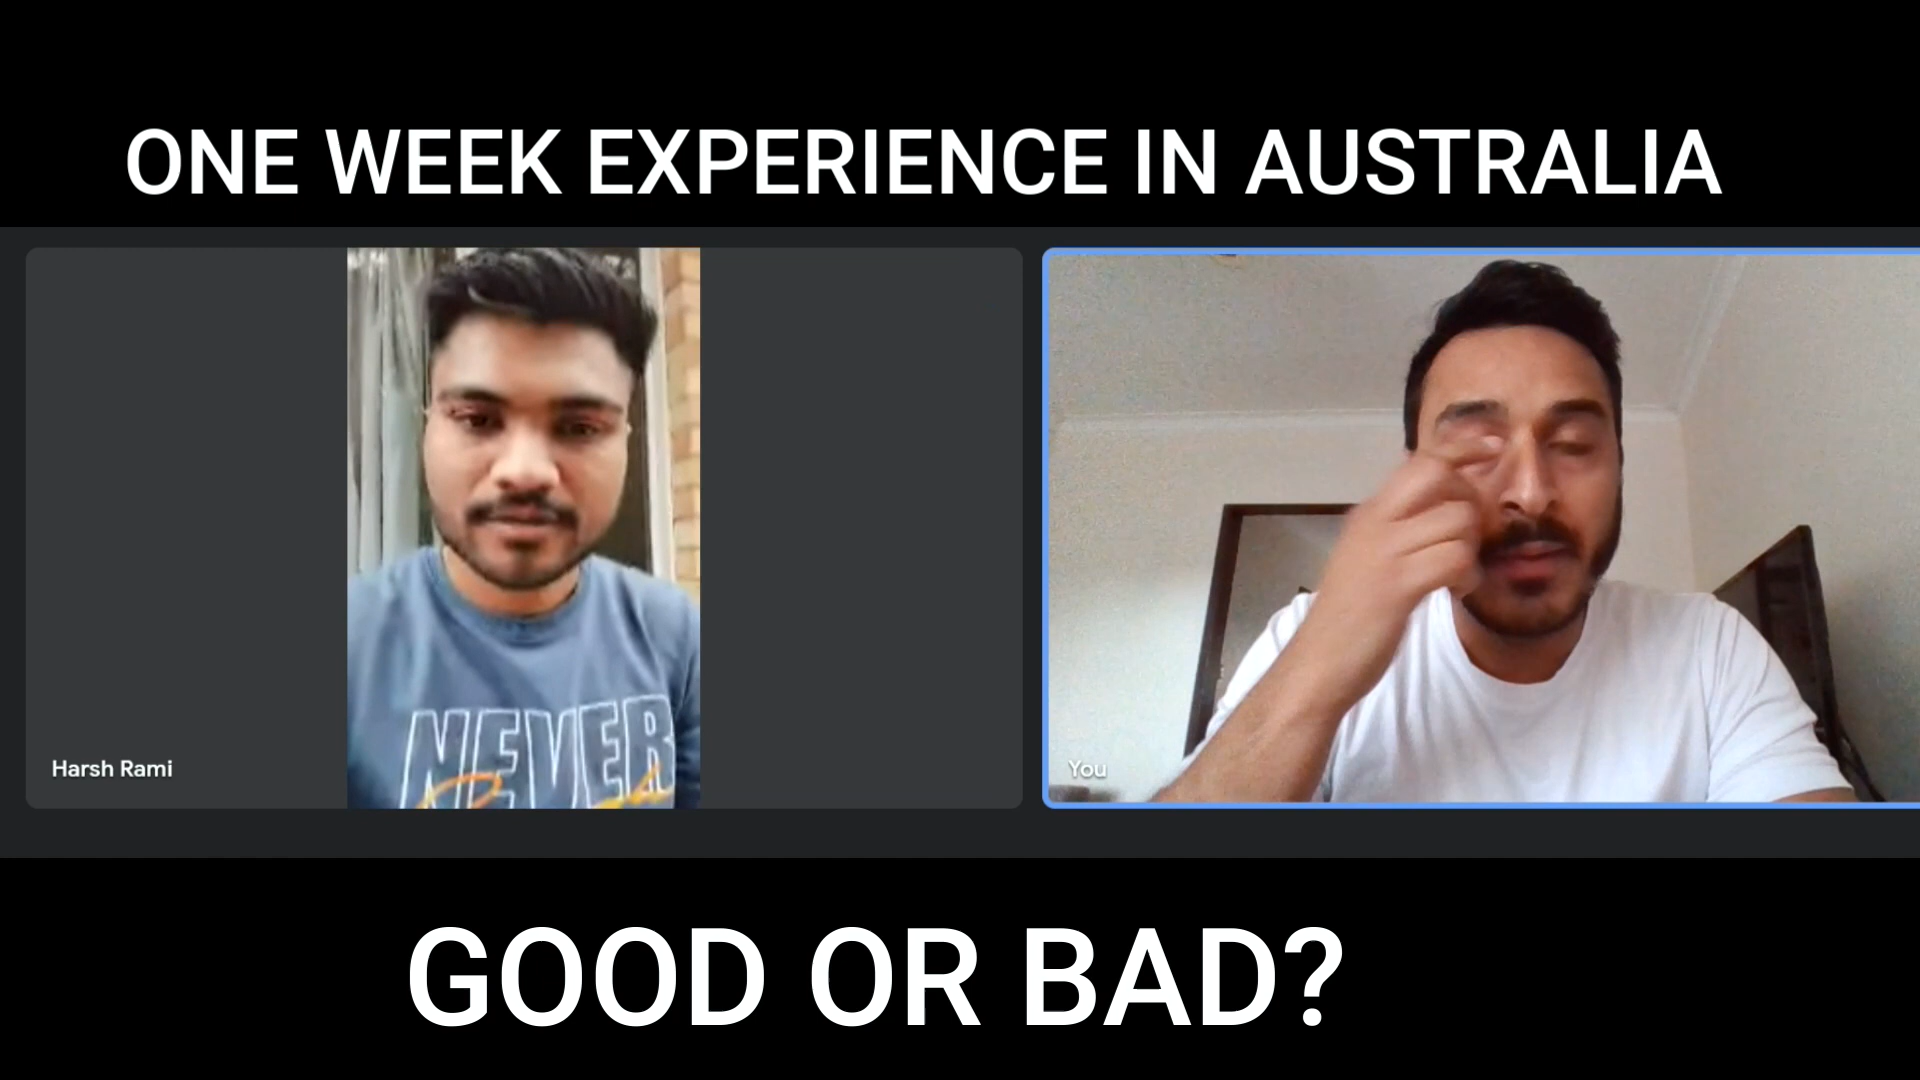 ONE WEEK EXPERIENCE IN AUSTRALIA
NEVER
Harsh Rami
You
GOOD OR BAD?